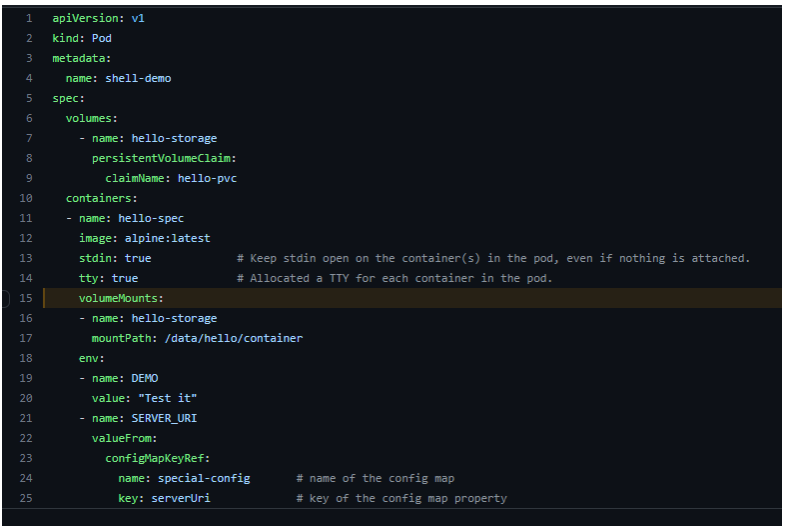 1 apiVersion: v1
2 kind: Pod
3 metadata:
4   name: shell-demo
5 spec:
6   volumes:
7     - name: hello-storage
8       persistentVolumeClaim:
9         claimName: hello-pvc
10   containers:
11   - name: hello-spec
12     image: alpine:latest
13     stdin: true             # Keep stdin open on the container(s) in the pod, even if nothing is attached.
14     tty: true               # Allocated a TTY for each container in the pod.
15     volumeMounts:
16     - name: hello-storage
17       mountPath: /data/hello/container
18     env:
19     - name: DEMO
20       value: "Test it"
21     - name: SERVER_URI
22       valueFrom:
23         configMapKeyRef:
24           name: special-config       # name of the config map
25           key: serverUri             # key of the config map property